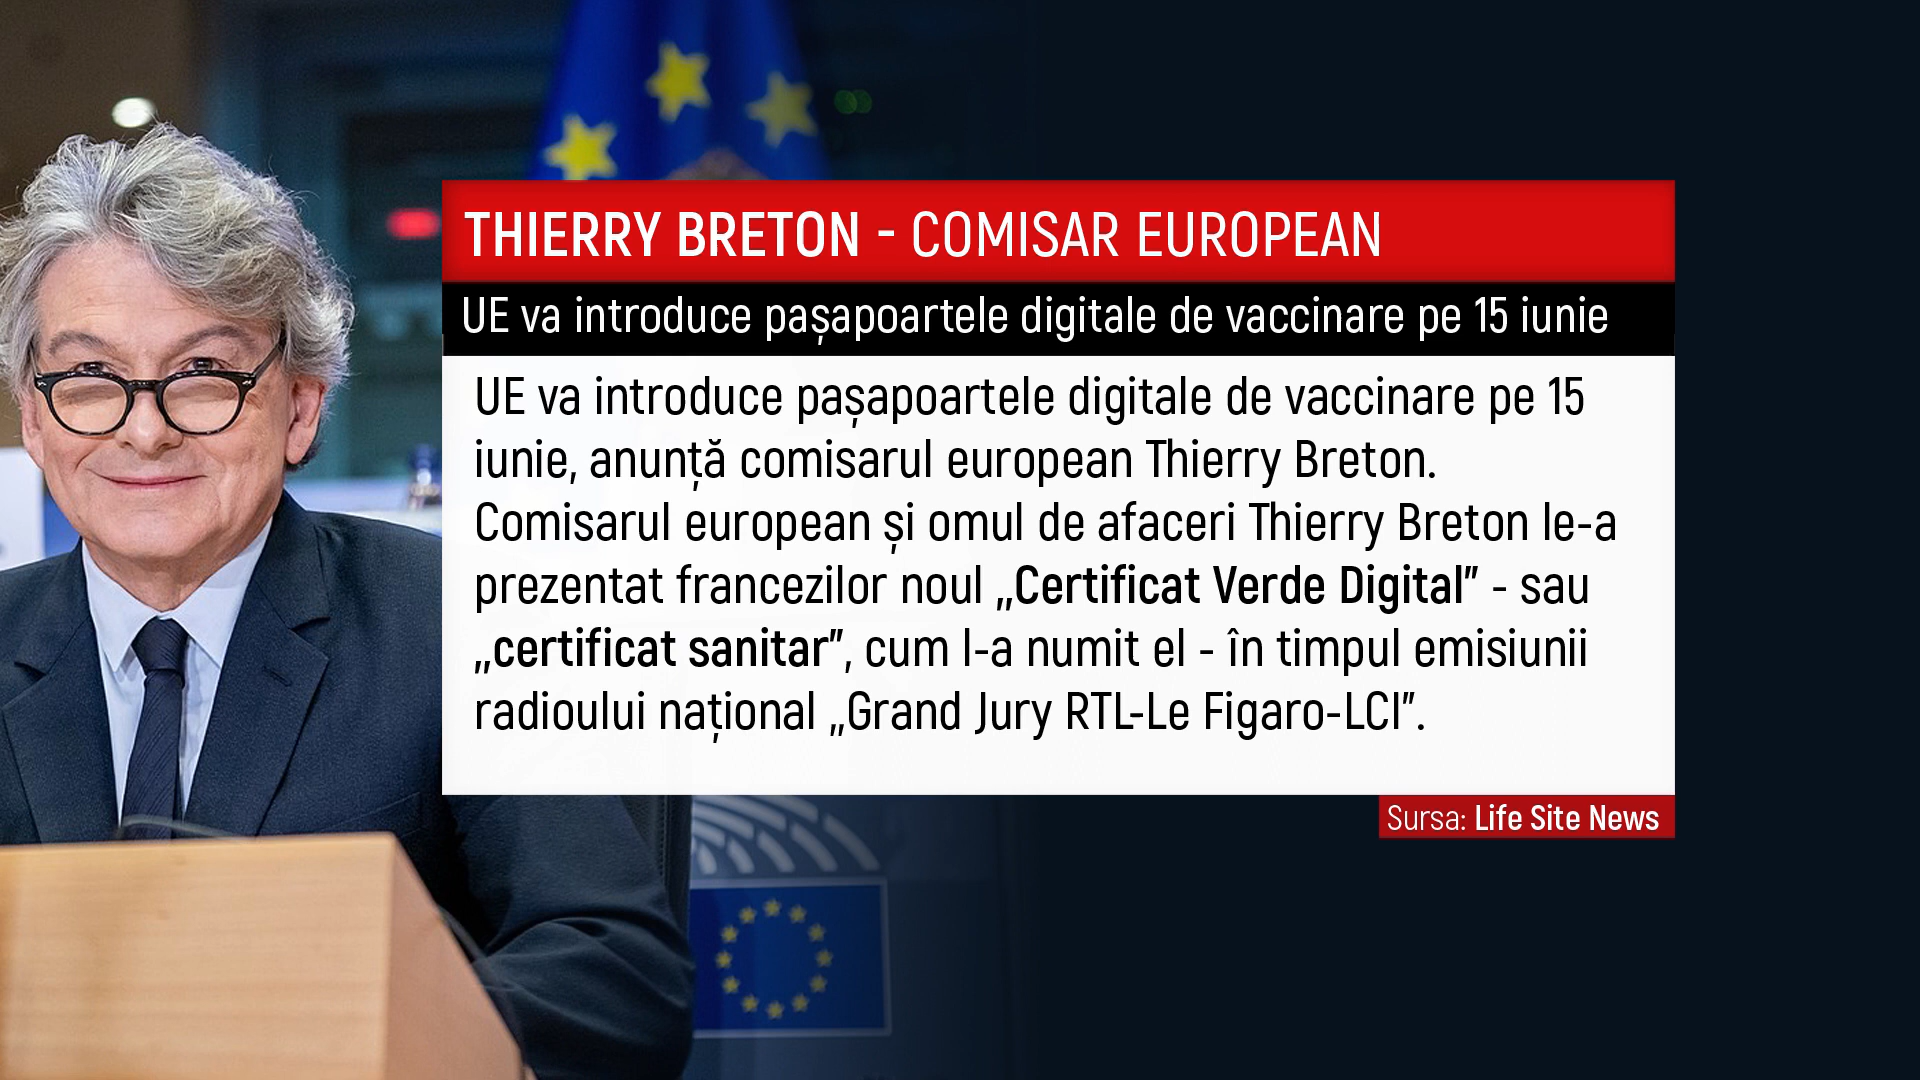 THIERRY BRETON - COMISAR EUROPEAN
UE va introduce pașapoartele digitale de vaccinare pe 15 iunie
UE va introduce pașapoartele digitale de vaccinare pe 15
iunie, anunță comisarul european Thierry Breton.
Comisarul european și omul de afaceri Thierry Breton le-a
prezentat francezilor noul „Certificat Verde Digital” - sau
„certificat sanitar”, cum l-a numit el - în timpul emisiunii
radioului național „Grand Jury RTL-Le Figaro-LCI”.
Sursa: Life Site News